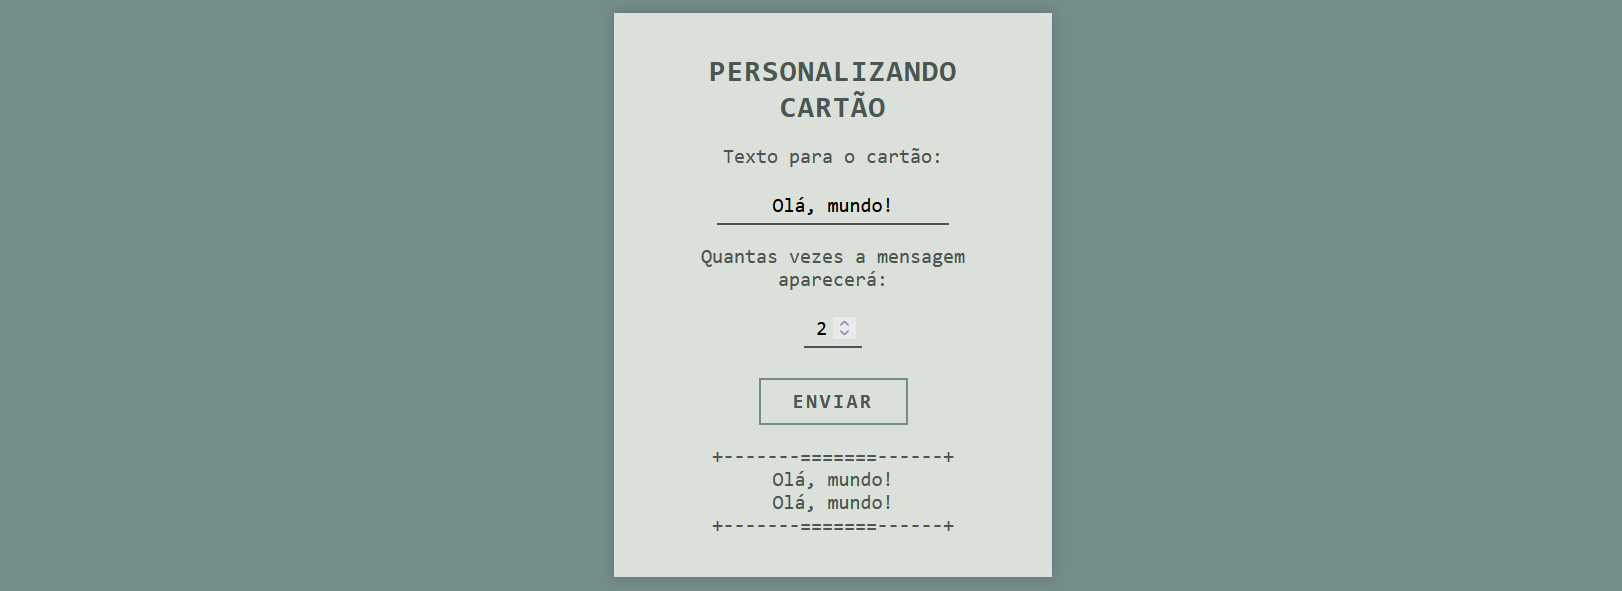 PERSONALIZANDO
CARTÃO
Texto para o cartão:
Olá, mundo!
Quantas vezes a mensagem
aparecerá:
2
ENVIAR
+-------=======------+
Olá, mundo!
Olá, mundo!
+-------=======------+